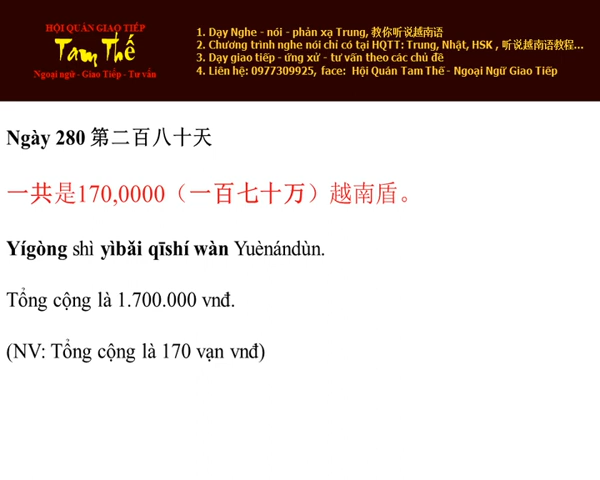 HỘI QUÁN GIAO TIẾP
Tam Thế
Ngoại ngữ - Giao Tiếp - Tư vấn
1. Dạy Nghe - nói - phản xạ Trung, 教你听说越南语
2. Chương trình nghe nói chỉ có tại HQTT: Trung, Nhật, HSK , 听说越南语教程...
3. Dạy giao tiếp - ứng xử - tư vấn theo các chủ đề
4. Liên hệ: 0977309925, face: Hội Quán Tam Thế - Ngoại Ngữ Giao Tiếp
Ngày 280 第二百八十天
一共是170,0000（一百七十万）越南盾。
Yígòng shì yìbǎi qīshí wàn Yuènándùn.
Tổng cộng là 1.700.000 vnđ.
(NV: Tổng cộng là 170 vạn vnđ)